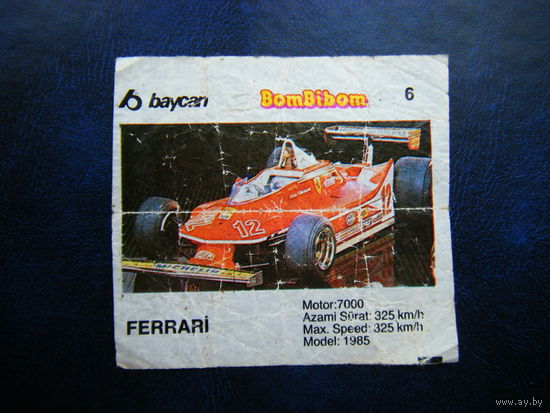 baycan BomBibom 6
12
12
MICHELIN
FERRARİ
Motor:7000
Azami Sürat: 325 km/h
Max. Speed: 325 km/h
Model: 1985
www.ay.by